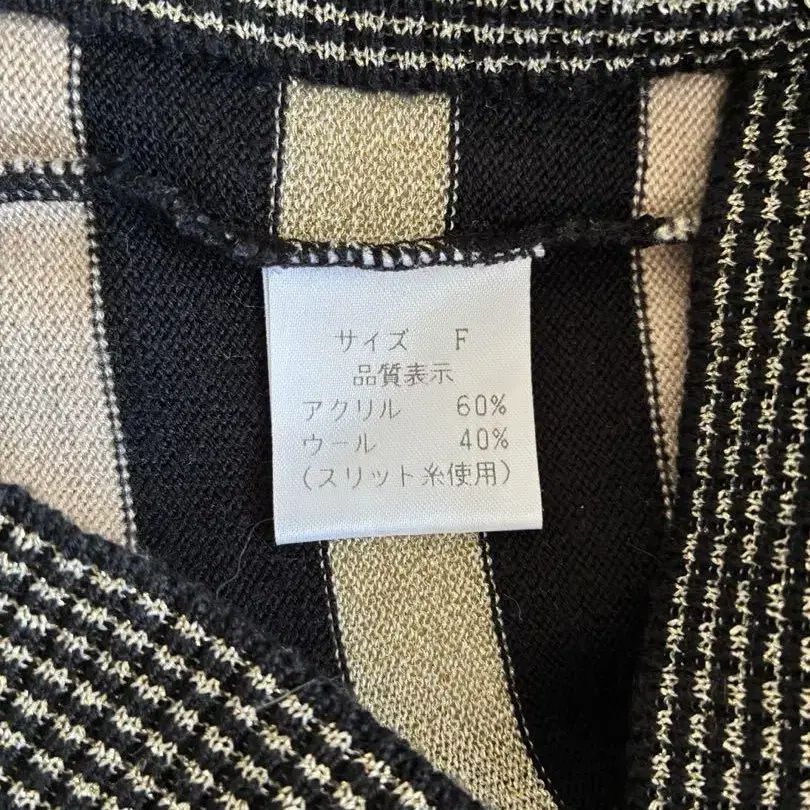 サイズ F
品質表示
アクリル 60%
ウール 40%
(スリット糸使用)